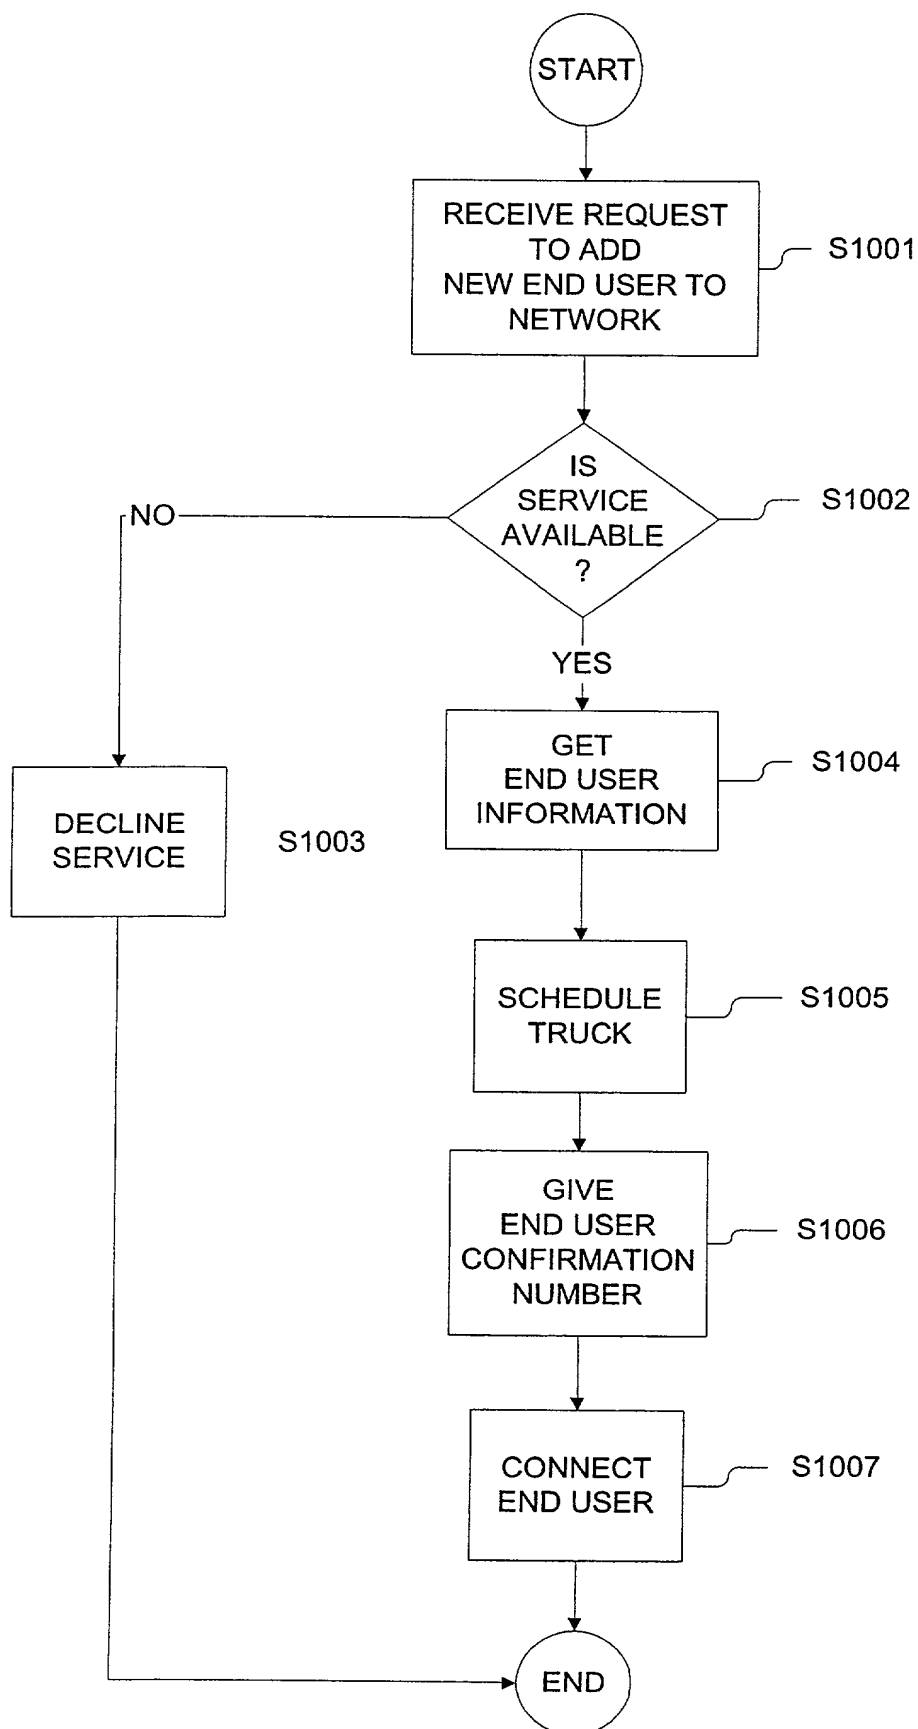 START
RECEIVE REQUEST
TO ADD
NEW END USER TO
NETWORK
S1001
IS
SERVICE
AVAILABLE
?
S1002
NO
YES
GET
END USER
INFORMATION
S1004
DECLINE
SERVICE
S1003
SCHEDULE
TRUCK
S1005
GIVE
END USER
CONFIRMATION
NUMBER
S1006
CONNECT
END USER
S1007
END